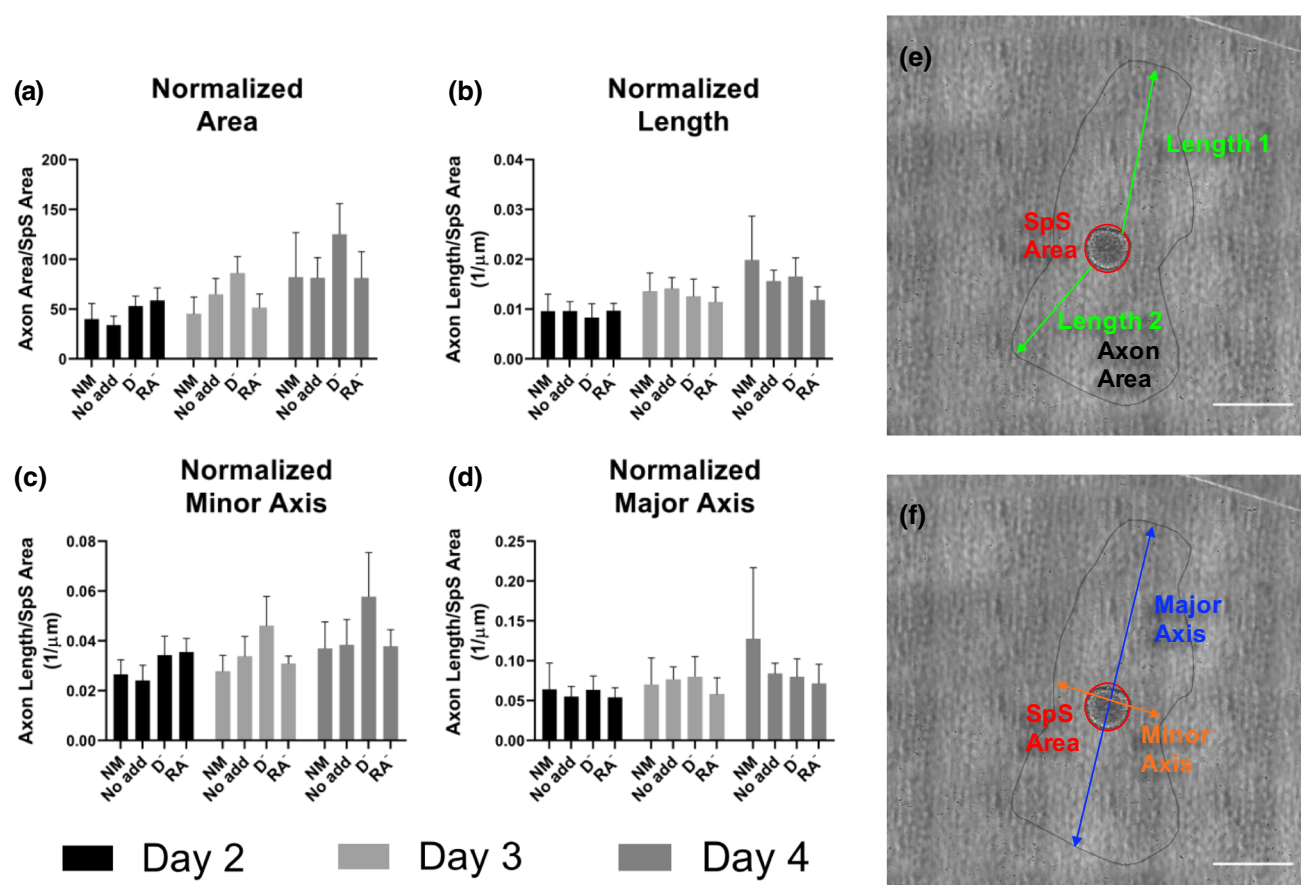 (a)
Normalized
Area
Axon Area/SpS Area
200
150
100
50
0
NM
No add
D⁻
RA⁻
NM
No add
D⁻
RA⁻
NM
No add
D⁻
RA⁻
(b)
Normalized
Length
Axon Length/SpS Area
(1/μm)
0.04
0.03
0.02
0.01
0.00
NM
No add
D⁻
RA⁻
NM
No add
D⁻
RA⁻
NM
No add
D⁻
RA⁻
(c)
Normalized
Minor Axis
Axon Length/SpS Area
(1/μm)
0.08
0.06
0.04
0.02
0.00
NM
No add
D⁻
RA⁻
NM
No add
D⁻
RA⁻
NM
No add
D⁻
RA⁻
(d)
Normalized
Major Axis
Axon Length/SpS Area
(1/μm)
0.25
0.20
0.15
0.10
0.05
0.00
NM
No add
D⁻
RA⁻
NM
No add
D⁻
RA⁻
NM
No add
D⁻
RA⁻
Day 2
Day 3
Day 4
(e)
Length 1
SpS
Area
Length 2
Axon
Area
(f)
Major
Axis
SpS
Area
Minor
Axis